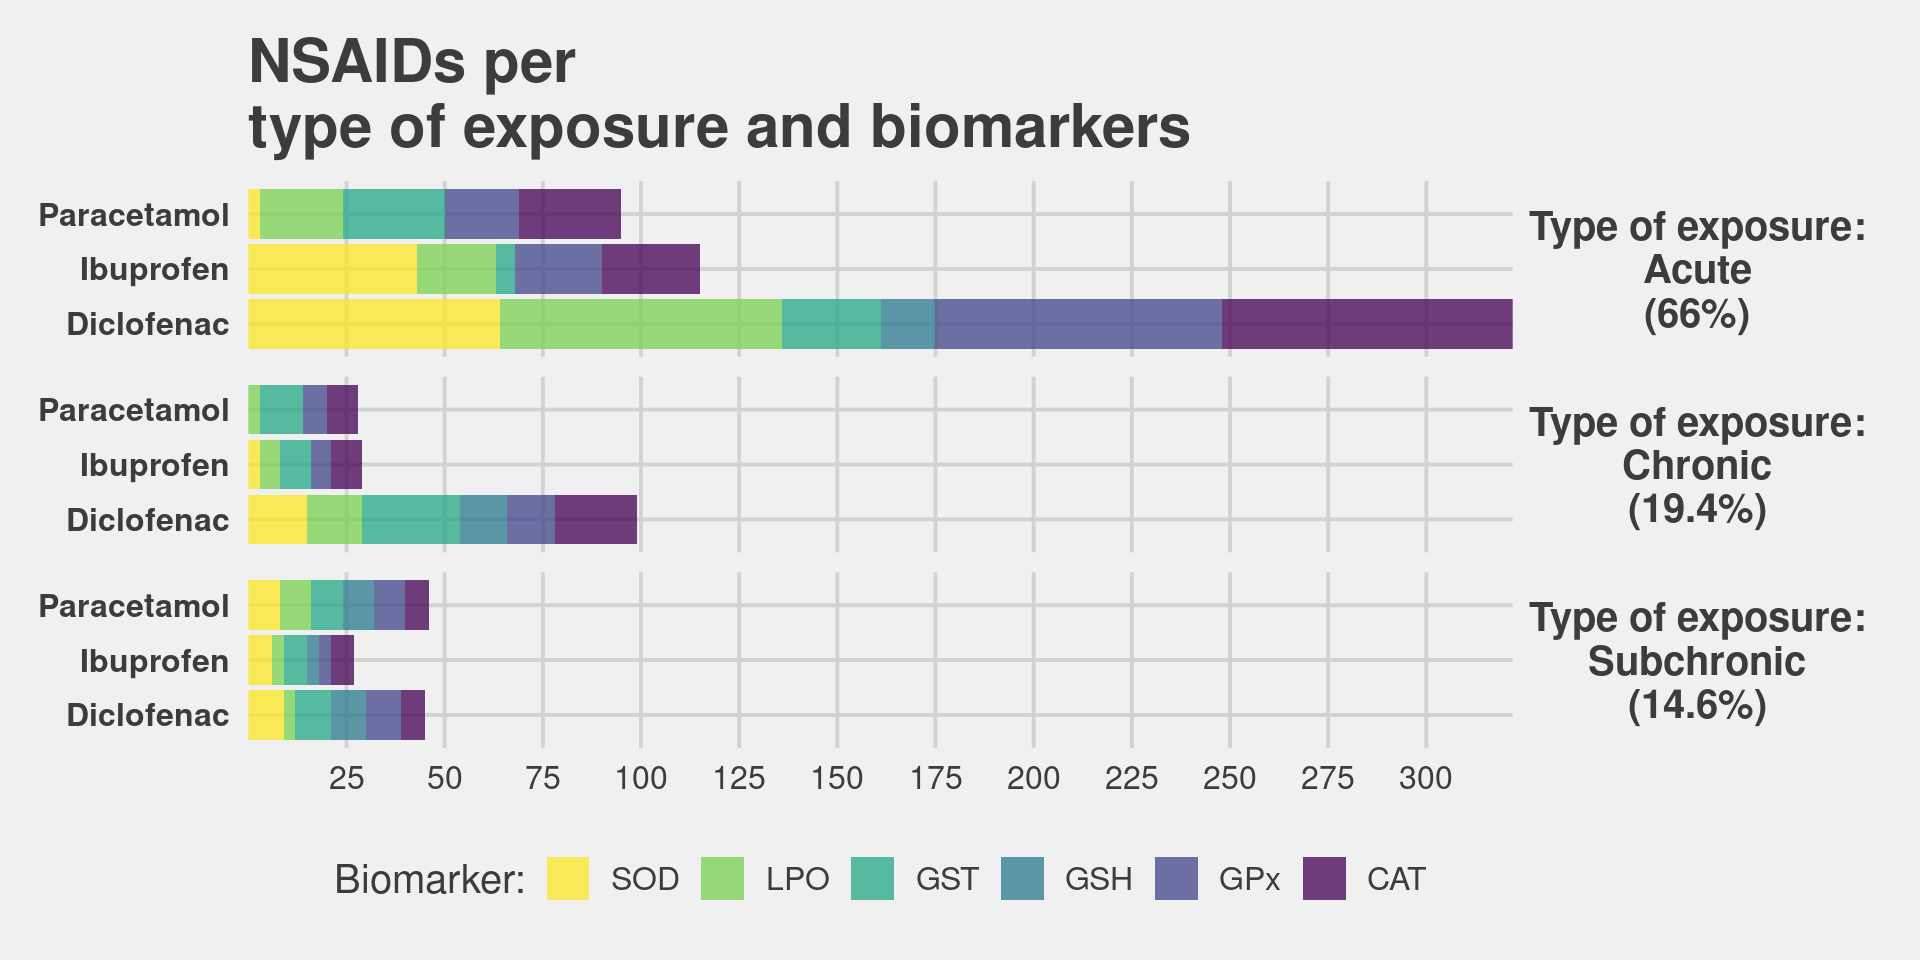 NSAIDs per
type of exposure and biomarkers
Paracetamol
Ibuprofen
Diclofenac
Type of exposure:
Acute
(66%)
Paracetamol
Ibuprofen
Diclofenac
Type of exposure:
Chronic
(19.4%)
Paracetamol
Ibuprofen
Diclofenac
Type of exposure:
Subchronic
(14.6%)
25 50 75 100 125 150 175 200 225 250 275 300
Biomarker: SOD LPO GST GSH GPx CAT